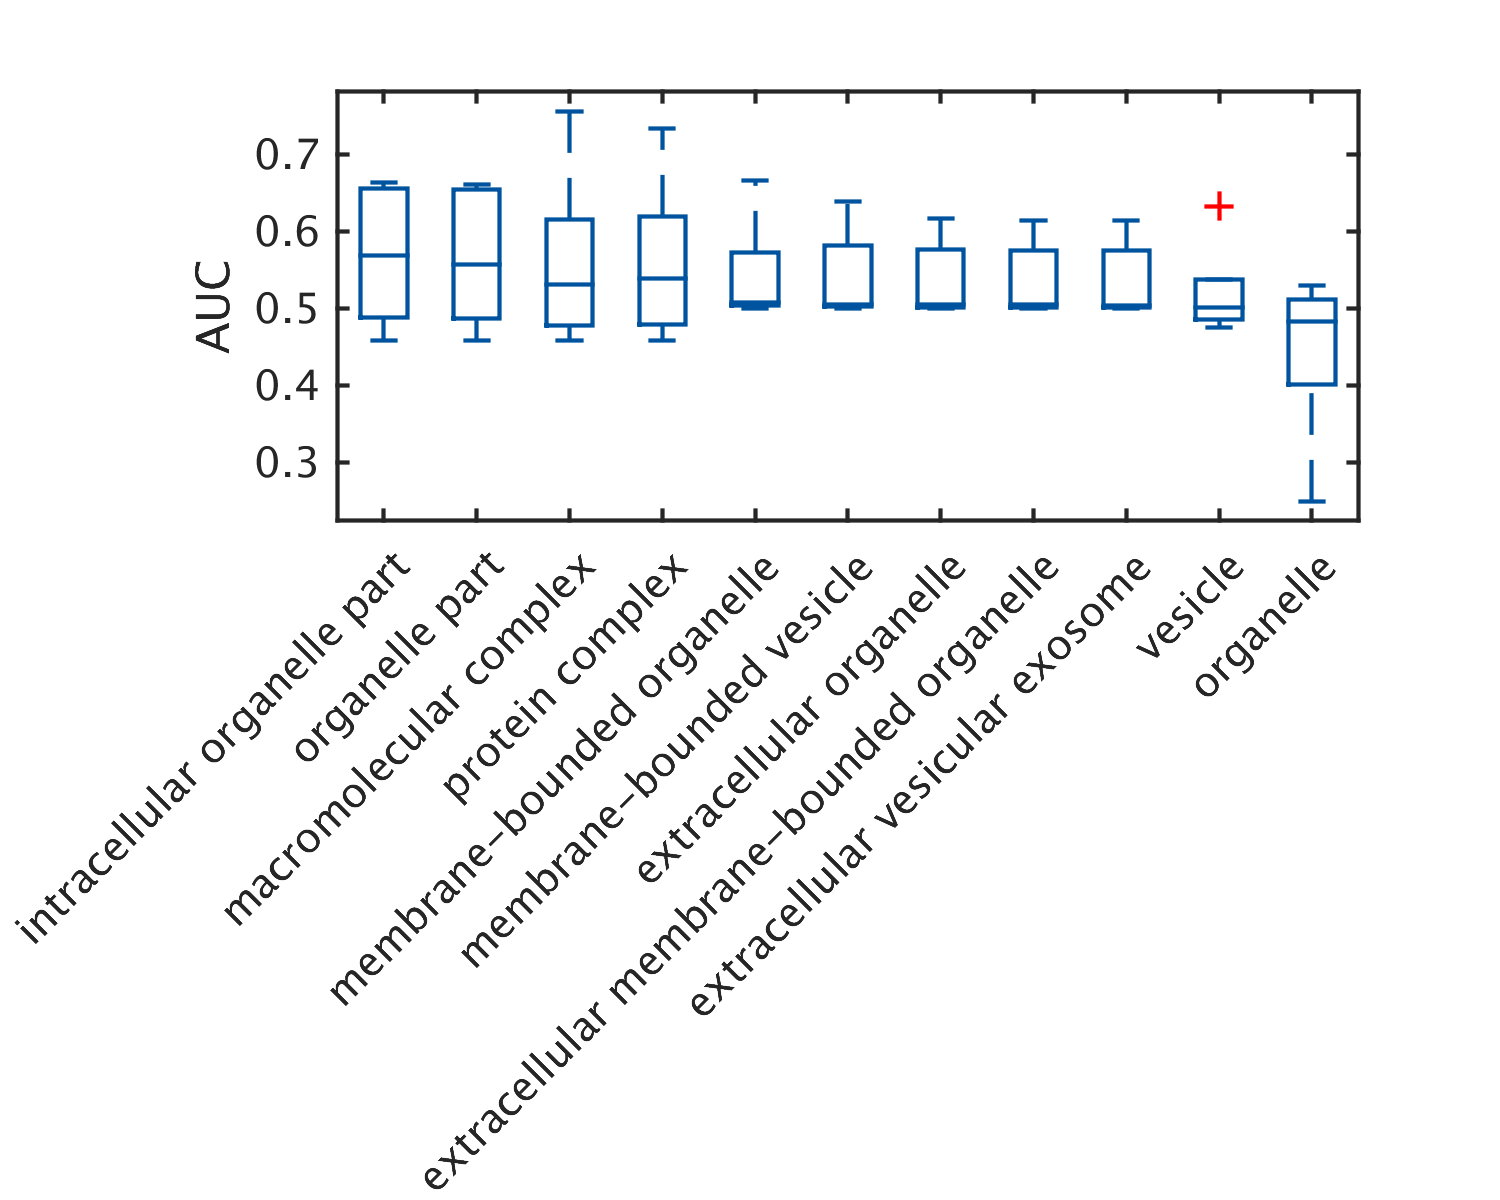 0.7
0.6
0.5
0.4
0.3
AUC
intracellular organelle part
organelle part
macromolecular complex
protein complex
membrane-bounded organelle
membrane-bounded vesicle
extracellular organelle
extracellular membrane-bounded organelle
extracellular vesicular exosome
vesicle
organelle